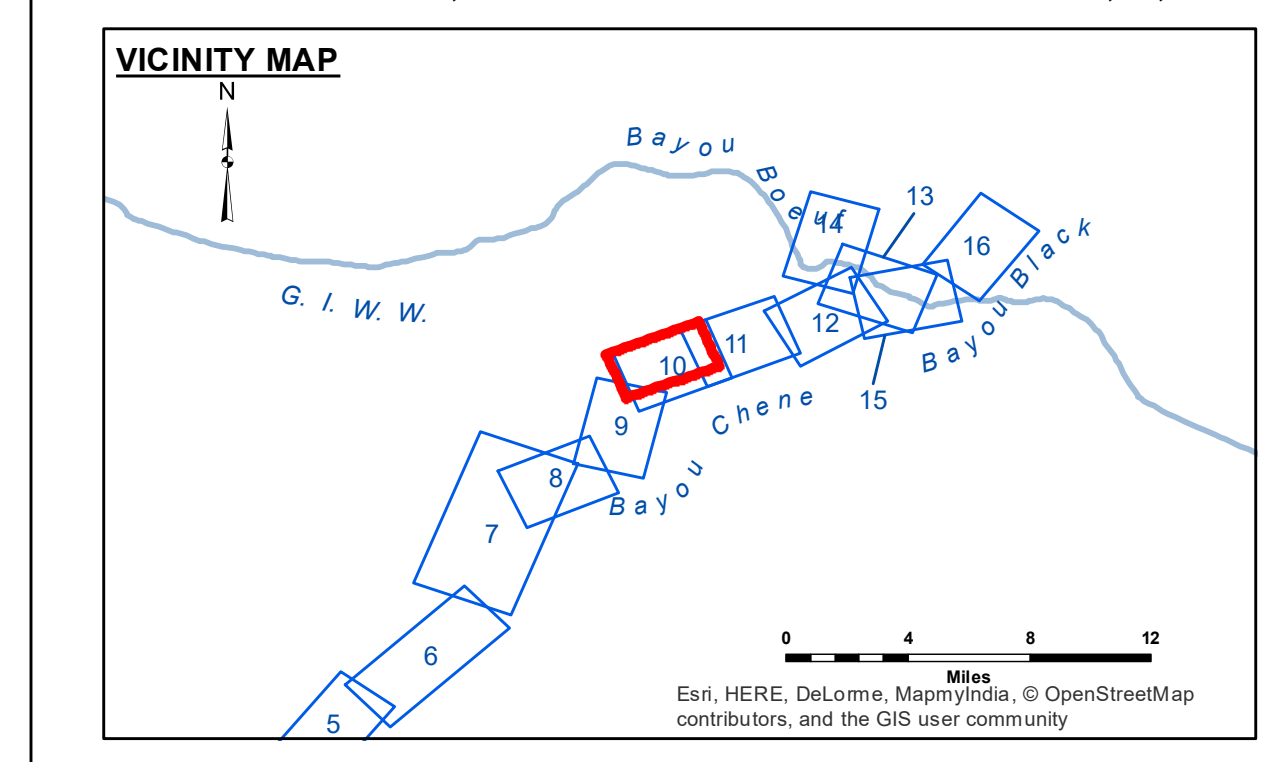 VICINITY MAP
N
Bayou Boeuf
13
14
16
G. I. W. W.
Bayou Black
12
11
10
15
Bayou Chene
9
8
7
6
5
0 4 8 12
Miles
Esri, HERE, DeLorme, MapmyIndia, © OpenStreetMap
contributors, and the GIS user community